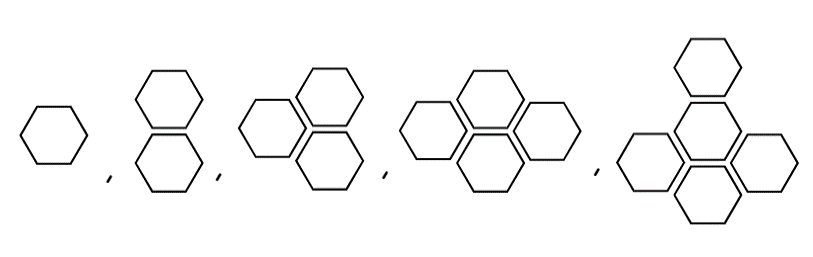 , , , ,